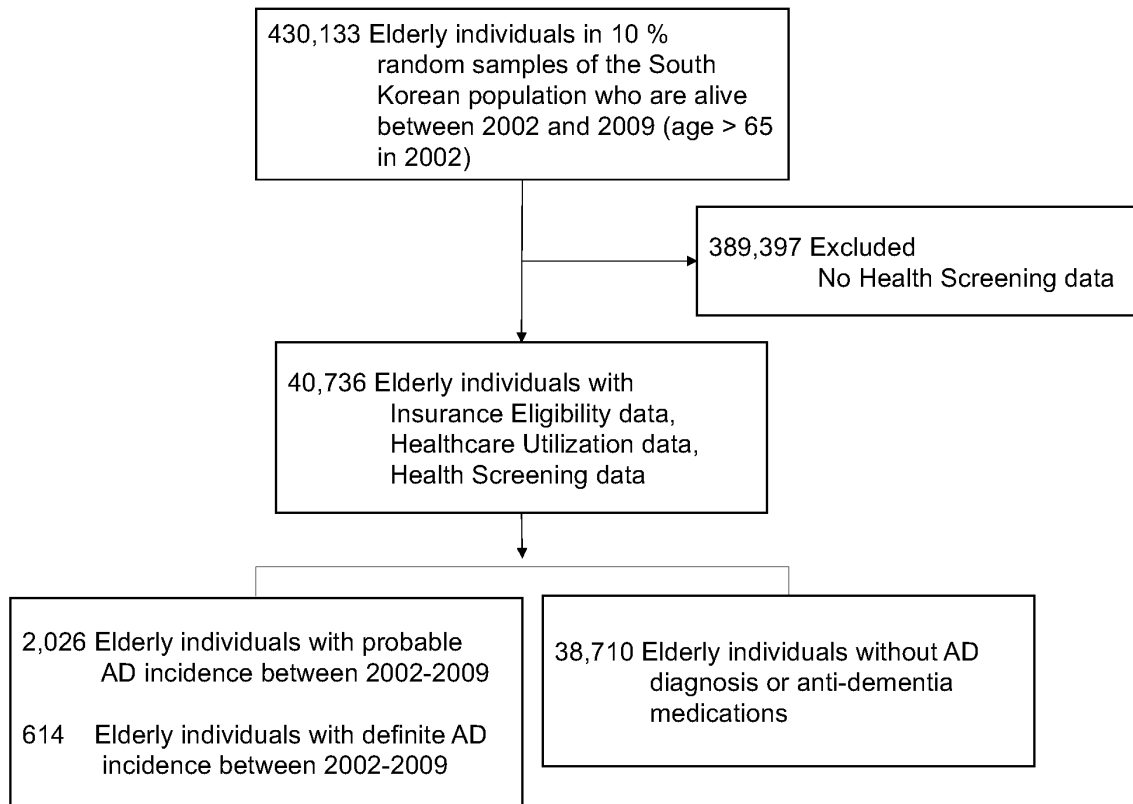 430,133 Elderly individuals in 10 %
random samples of the South
Korean population who are alive
between 2002 and 2009 (age > 65
in 2002)
389,397 Excluded
No Health Screening data
40,736 Elderly individuals with
Insurance Eligibility data,
Healthcare Utilization data,
Health Screening data
2,026 Elderly individuals with probable
AD incidence between 2002-2009
614 Elderly individuals with definite AD
incidence between 2002-2009
38,710 Elderly individuals without AD
diagnosis or anti-dementia
medications